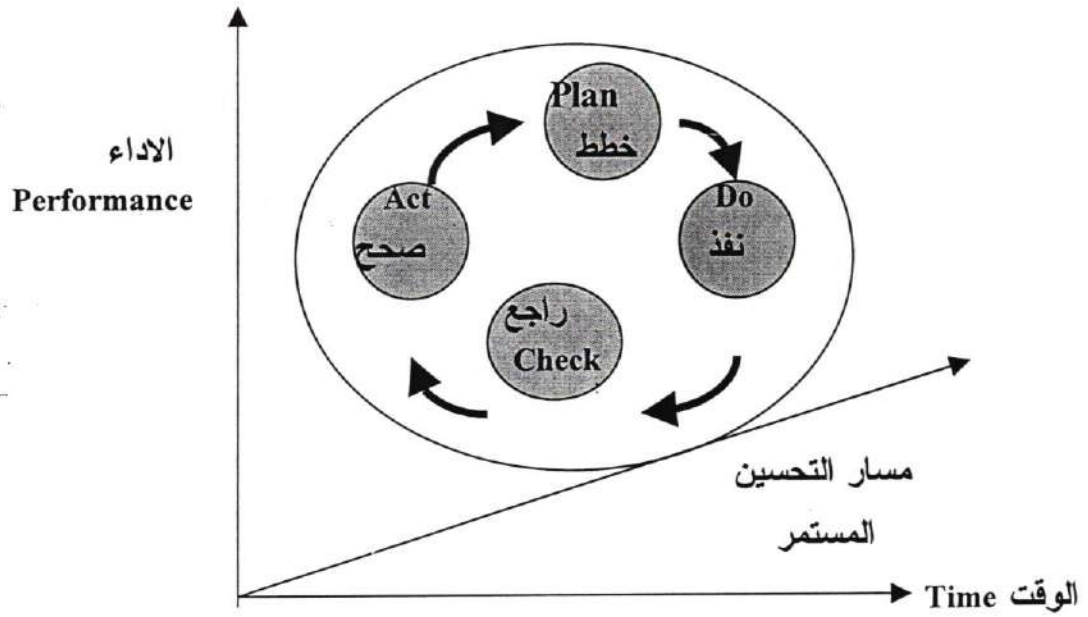 الاداء
Performance
Plan
خطط
Act
صحح
Do
نفذ
راجع
Check
مسار التحسين
المستمر
Time الوقت